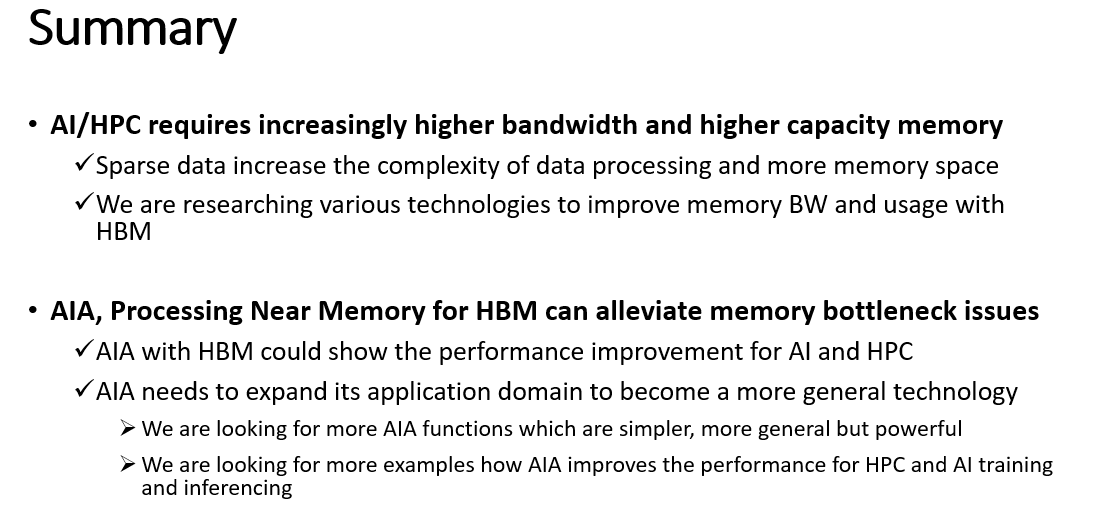 Summary
• AI/HPC requires increasingly higher bandwidth and higher capacity memory
✓Sparse data increase the complexity of data processing and more memory space
✓We are researching various technologies to improve memory BW and usage with
HBM
• AIA, Processing Near Memory for HBM can alleviate memory bottleneck issues
✓AIA with HBM could show the performance improvement for AI and HPC
✓AIA needs to expand its application domain to become a more general technology
➢We are looking for more AIA functions which are simpler, more general but powerful
➢We are looking for more examples how AIA improves the performance for HPC and AI training
and inferencing